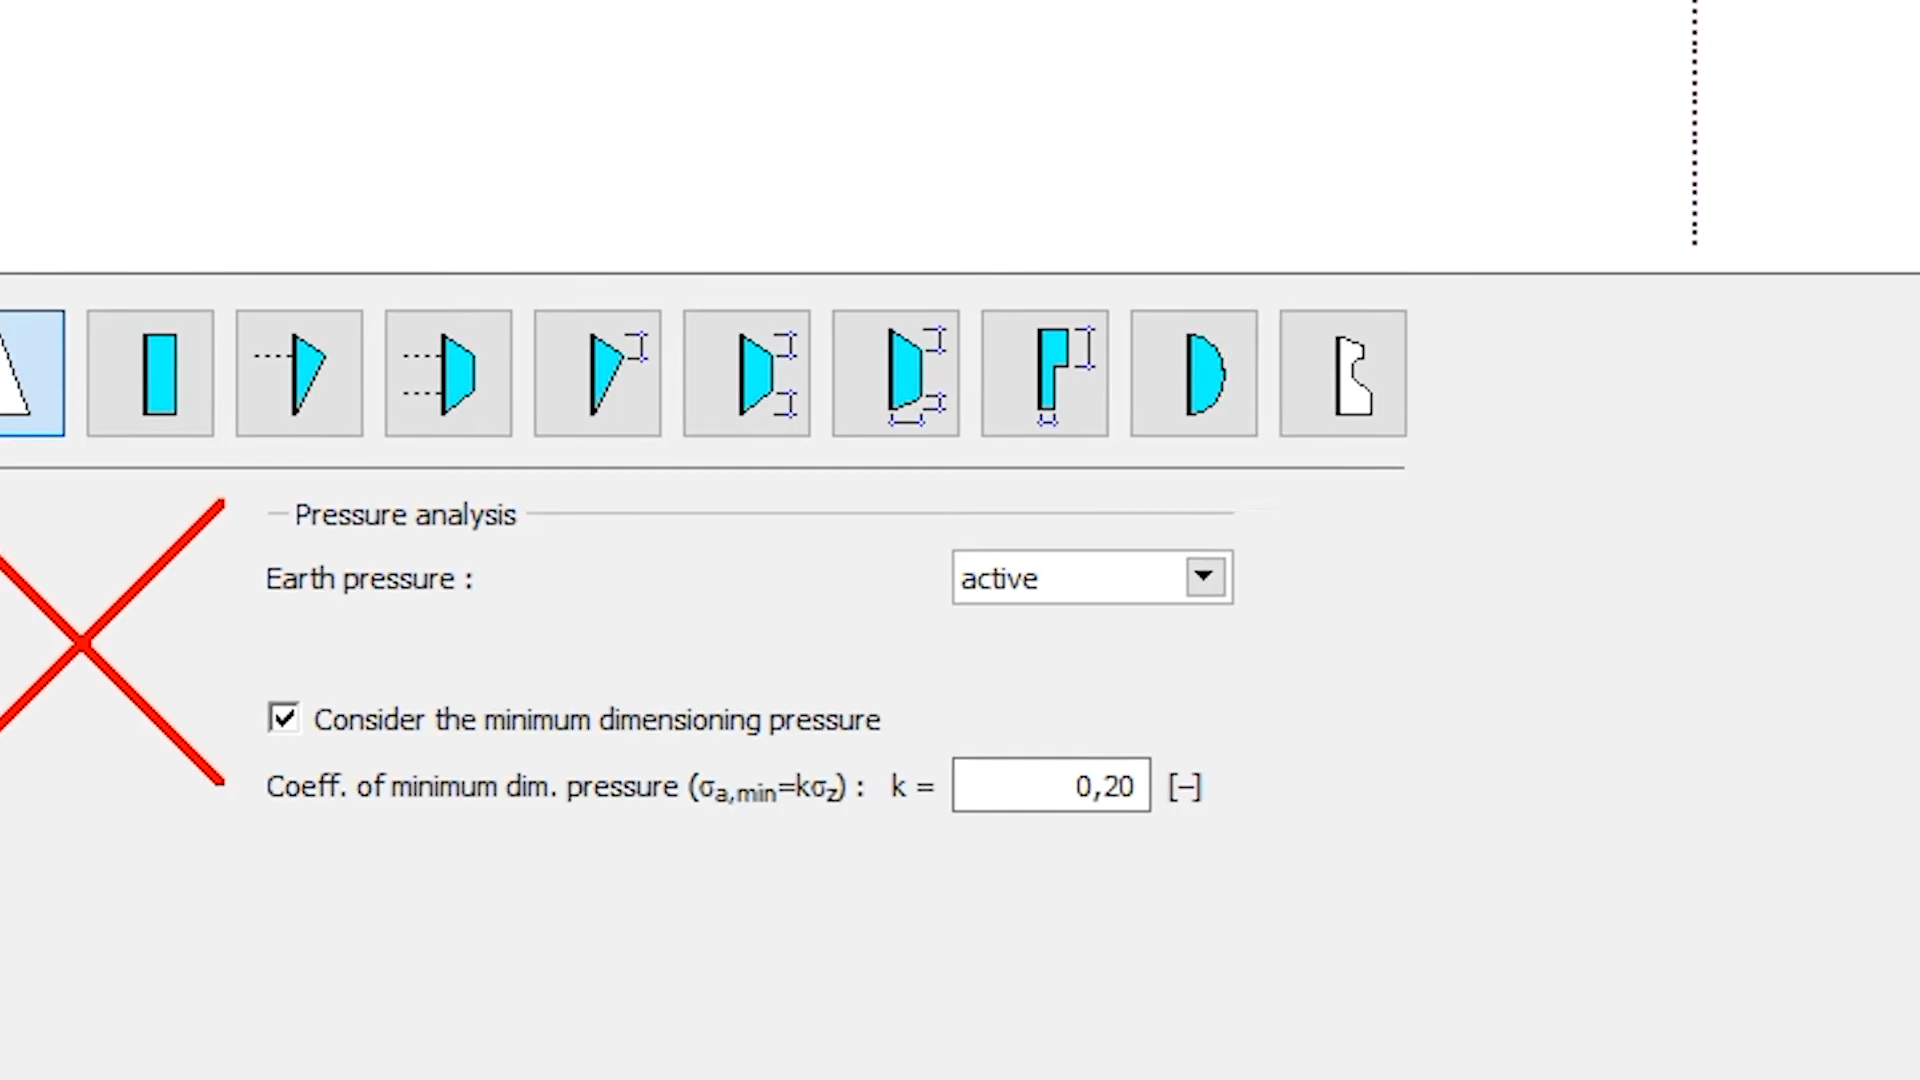 Pressure analysis
Earth pressure :
active
Consider the minimum dimensioning pressure
Coeff. of minimum dim. pressure (σa,min=kσz) : k = 0,20 [–]